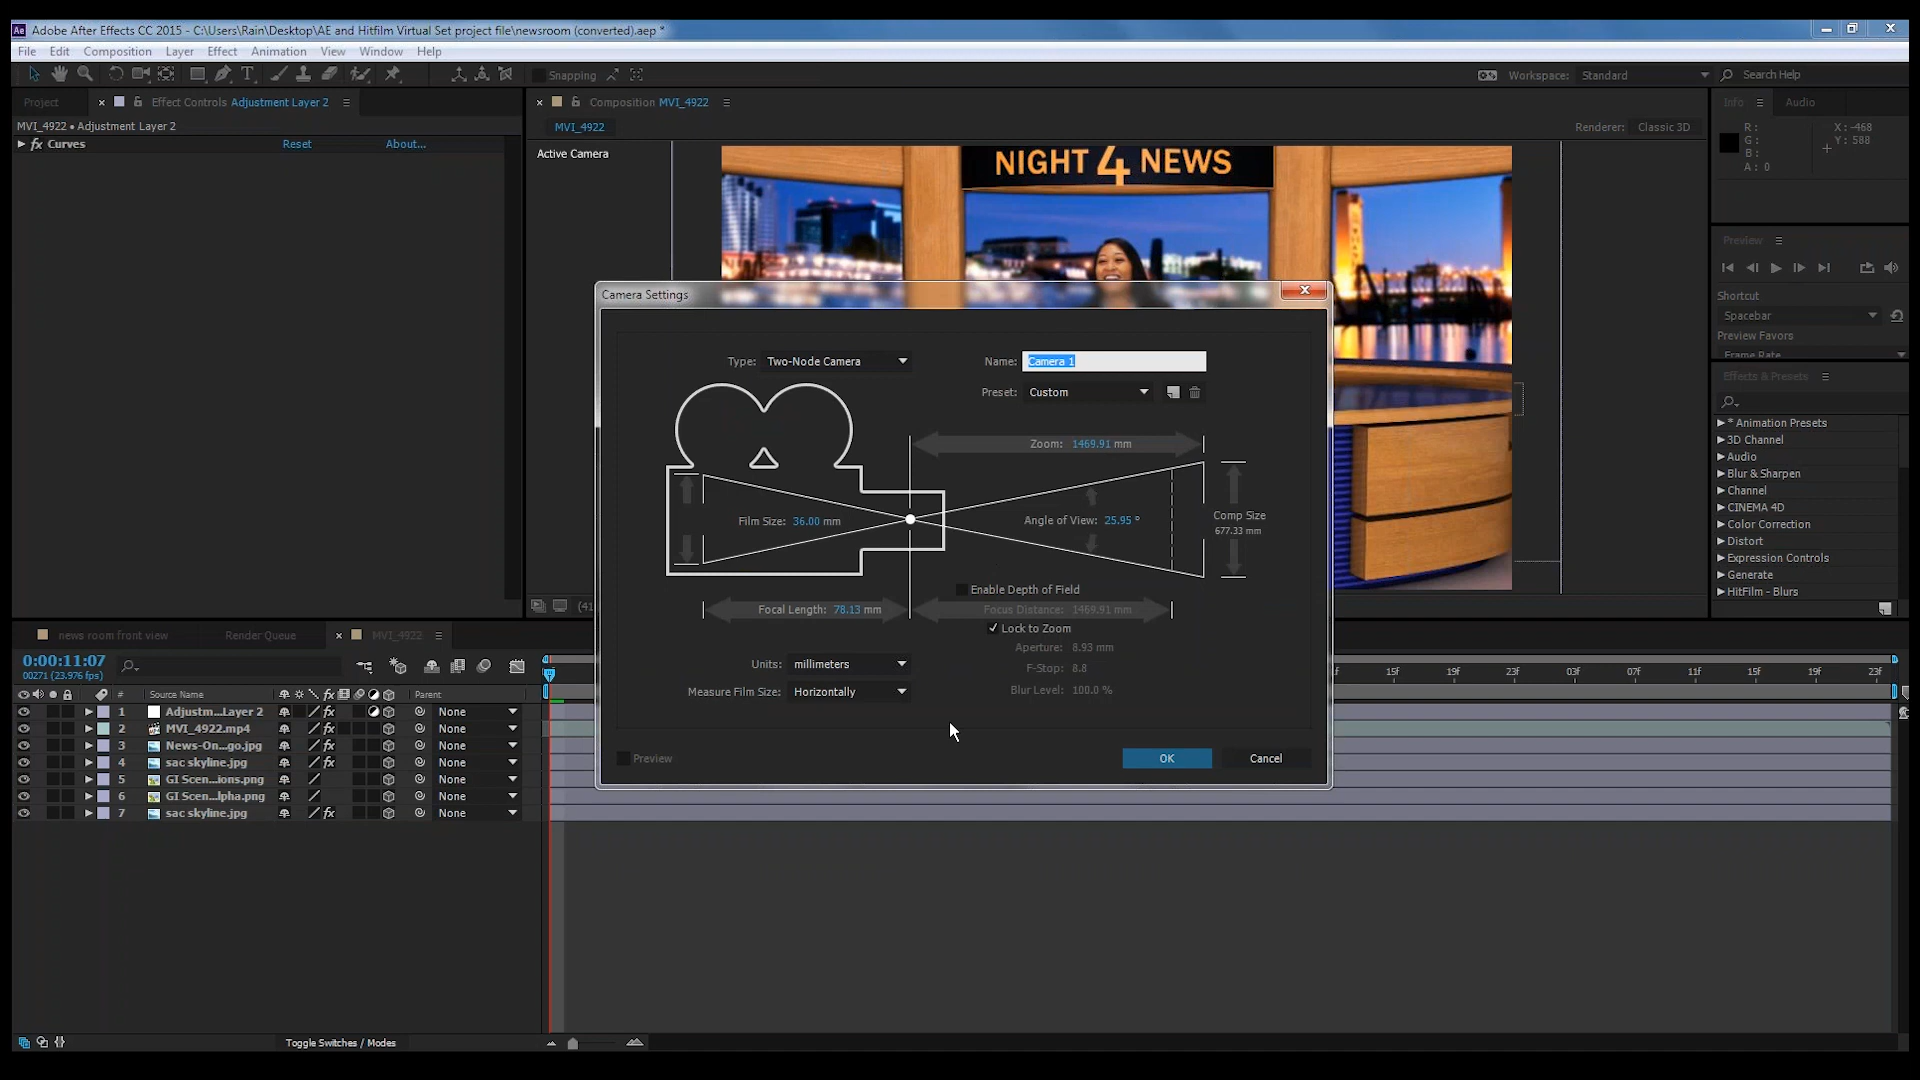 Adobe After Effects CC 2015 - C:\Users\Rain\Desktop\AE and Hitfilm Virtual Set project file\newsroom (converted).aep *
File Edit Composition Layer Effect Animation View Window Help
Snapping
Workspace: Standard
Search Help
Project
Effect Controls Adjustment Layer 2
Composition MVI_4922
Info
Audio
MVI_4922 • Adjustment Layer 2
MVI_4922
Renderer: Classic 3D
R:
G:
B:
A: 0
X: -468
Y: 588
fx Curves
Reset
About...
Active Camera
NIGHT 4 NEWS
Preview
Shortcut
Spacebar
Preview Favors
Frame Rate
Effects & Presets
* Animation Presets
3D Channel
Audio
Blur & Sharpen
Channel
CINEMA 4D
Color Correction
Distort
Expression Controls
Generate
HitFilm - Blurs
Camera Settings
Type: Two-Node Camera
Name: Camera 1
Preset: Custom
Zoom: 1469.91 mm
Film Size: 36.00 mm
Angle of View: 25.95 °
Comp Size
677.33 mm
Enable Depth of Field
Focal Length: 78.13 mm
Focus Distance: 1469.91 mm
Lock to Zoom
Aperture: 8.93 mm
F-Stop: 8.8
Blur Level: 100.0 %
Units: millimeters
Measure Film Size: Horizontally
Preview
OK
Cancel
(41
news room front view
Render Queue
MVI_4922
0:00:11:07
00271 (23.976 fps)
15f 19f 23f 03f 07f 11f 15f 19f 23f
# Source Name
fx
Parent
1 Adjustm...Layer 2 fx None
2 MVI_4922.mp4 fx None
3 News-On...go.jpg fx None
4 sac skyline.jpg fx None
5 GI Scen...ions.png None
6 GI Scen...lpha.png None
7 sac skyline.jpg fx None
Toggle Switches / Modes